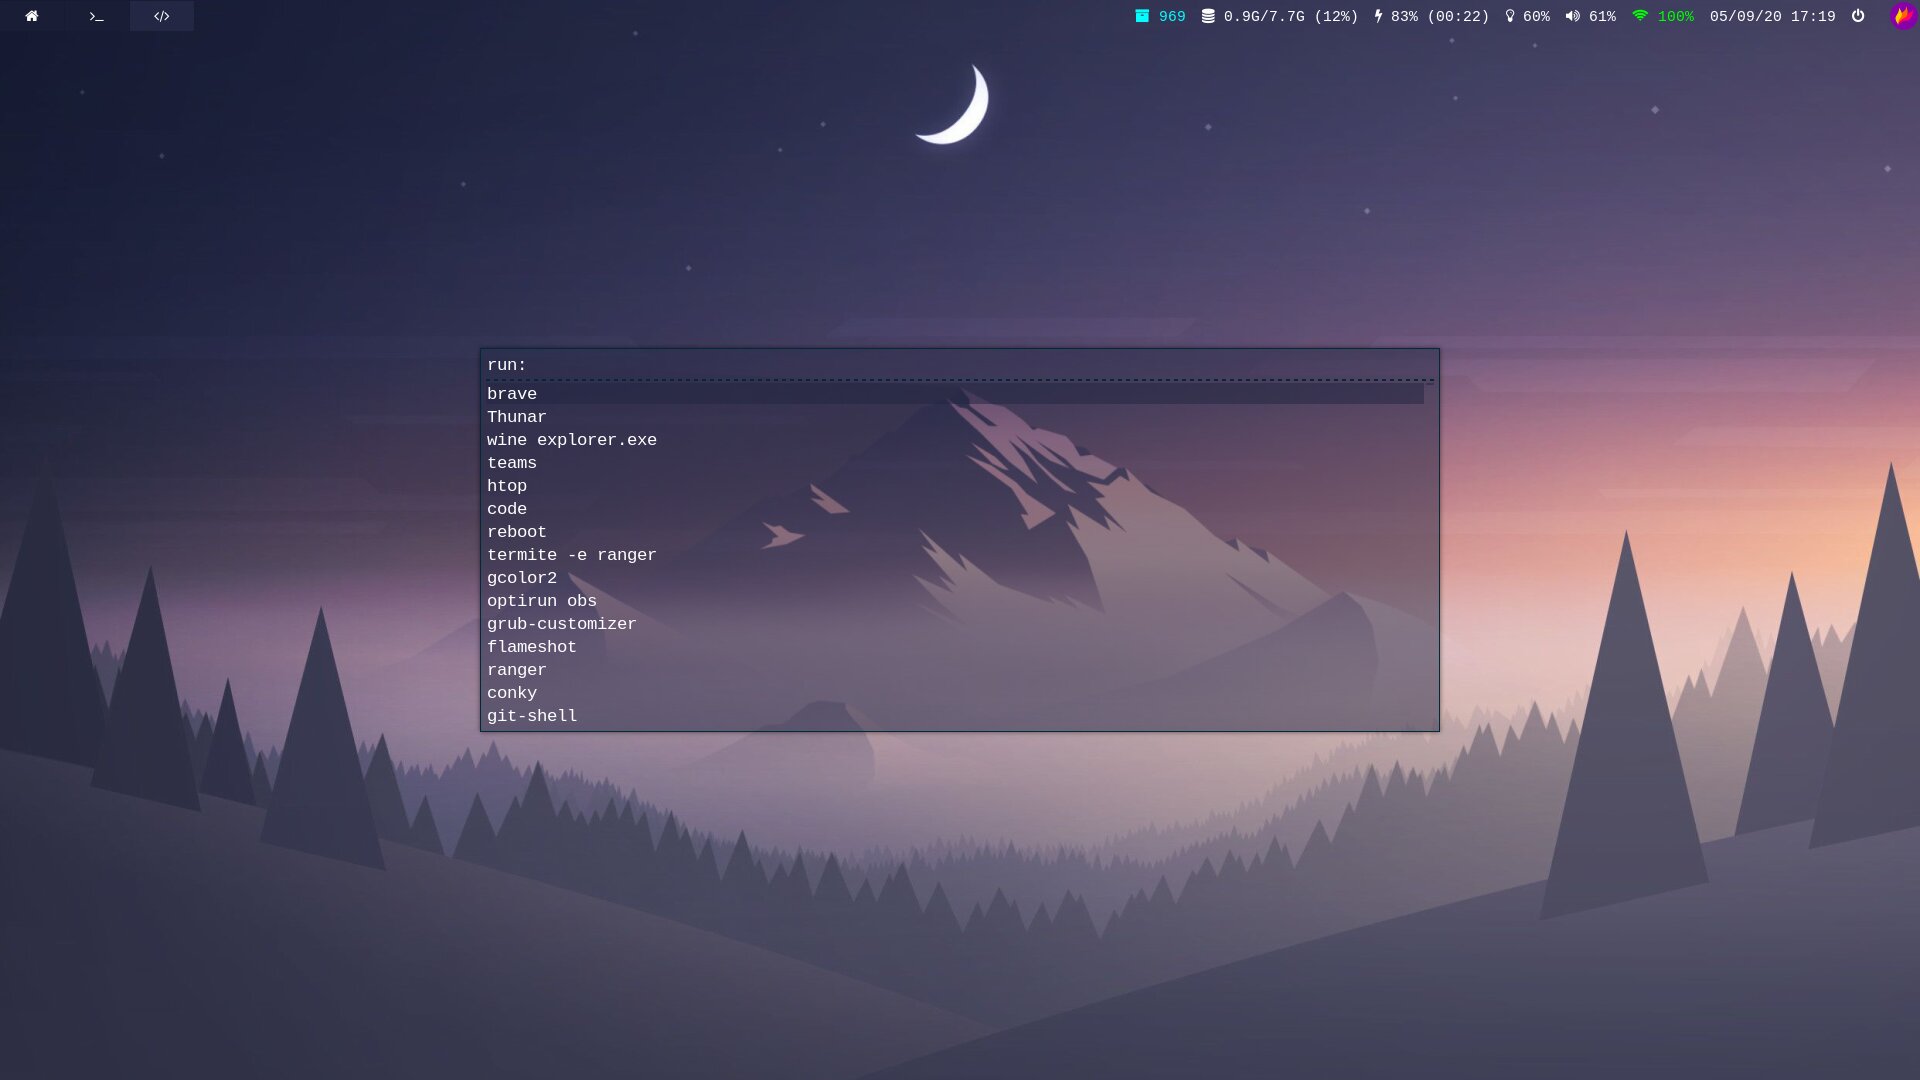 969 0.9G/7.7G (12%) 83% (00:22) 60% 61% 100% 05/09/20 17:19
run:
brave
Thunar
wine explorer.exe
teams
htop
code
reboot
termite -e ranger
gcolor2
optirun obs
grub-customizer
flameshot
ranger
conky
git-shell